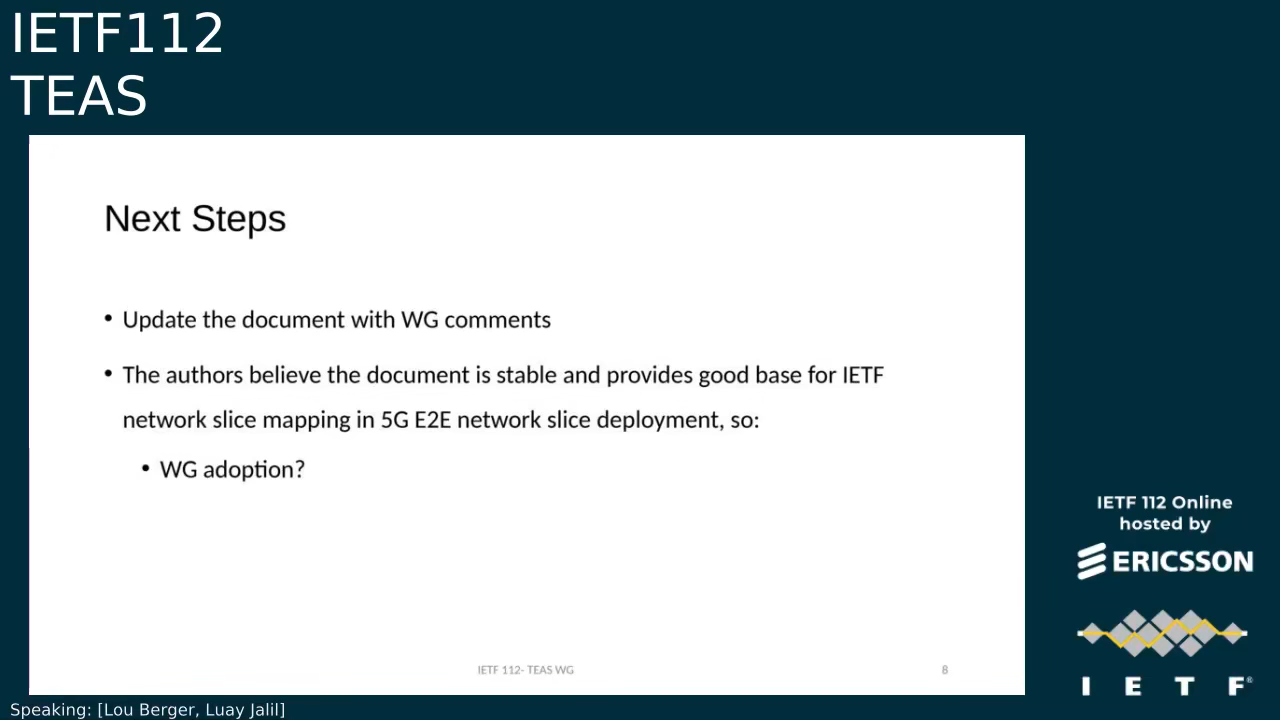 IETF112
TEAS
Next Steps
• Update the document with WG comments
• The authors believe the document is stable and provides good base for IETF
network slice mapping in 5G E2E network slice deployment, so:
• WG adoption?
IETF 112- TEAS WG
8
IETF 112 Online
hosted by
ERICSSON
I E T F®
Speaking: [Lou Berger, Luay Jalil]